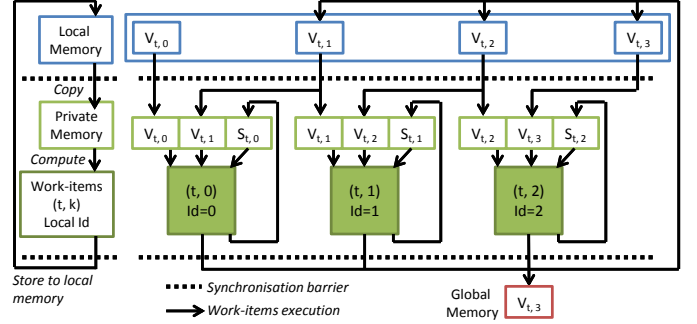 Local
Memory
V t, 0
V t, 1
V t, 2
V t, 3
Copy
Private
Memory
V t, 0 V t, 1 S t, 0
V t, 1 V t, 2 S t, 1
V t, 2 V t, 3 S t, 2
Compute
Work-items
(t, k)
Local Id
(t, 0)
Id=0
(t, 1)
Id=1
(t, 2)
Id=2
Store to local
memory
Synchronisation barrier
Work-items execution
Global
Memory
V t, 3